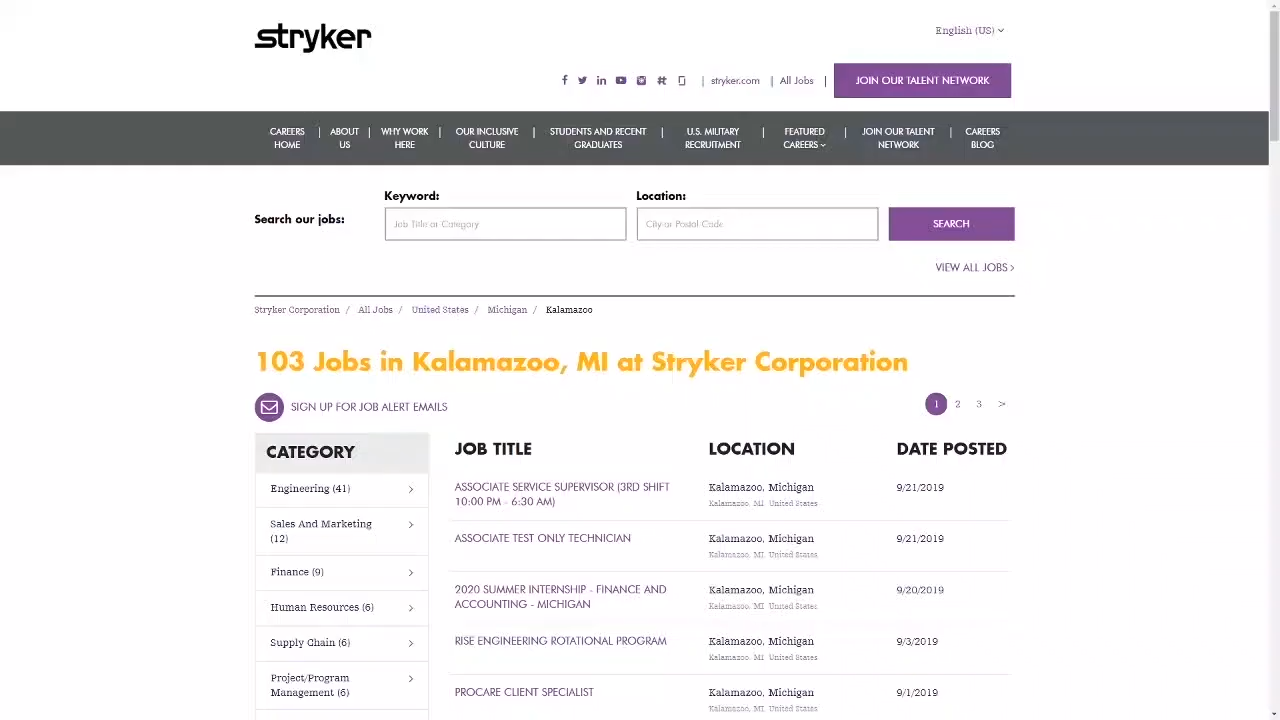 stryker
English (US)
| stryker.com | All Jobs |
JOIN OUR TALENT NETWORK
CAREERS HOME | ABOUT US | WHY WORK HERE | OUR INCLUSIVE CULTURE | STUDENTS AND RECENT GRADUATES | U.S. MILITARY RECRUITMENT | FEATURED CAREERS | JOIN OUR TALENT NETWORK | CAREERS BLOG
Search our jobs:
Keyword:
Job Title or Category
Location:
City or Postal Code
SEARCH
VIEW ALL JOBS >
Stryker Corporation / All Jobs / United States / Michigan / Kalamazoo
103 Jobs in Kalamazoo, MI at Stryker Corporation
SIGN UP FOR JOB ALERT EMAILS
1 2 3 >
CATEGORY
Engineering (41)
Sales And Marketing
(12)
Finance (9)
Human Resources (6)
Supply Chain (6)
Project/Program
Management (6)
JOB TITLE LOCATION DATE POSTED
ASSOCIATE SERVICE SUPERVISOR (3RD SHIFT
10:00 PM - 6:30 AM)
Kalamazoo, Michigan
Kalamazoo, MI United States
9/21/2019
ASSOCIATE TEST ONLY TECHNICIAN
Kalamazoo, Michigan
Kalamazoo, MI United States
9/21/2019
2020 SUMMER INTERNSHIP - FINANCE AND
ACCOUNTING - MICHIGAN
Kalamazoo, Michigan
Kalamazoo, MI United States
9/20/2019
RISE ENGINEERING ROTATIONAL PROGRAM
Kalamazoo, Michigan
Kalamazoo, MI United States
9/3/2019
PROCARE CLIENT SPECIALIST
Kalamazoo, Michigan
Kalamazoo, MI United States
9/1/2019